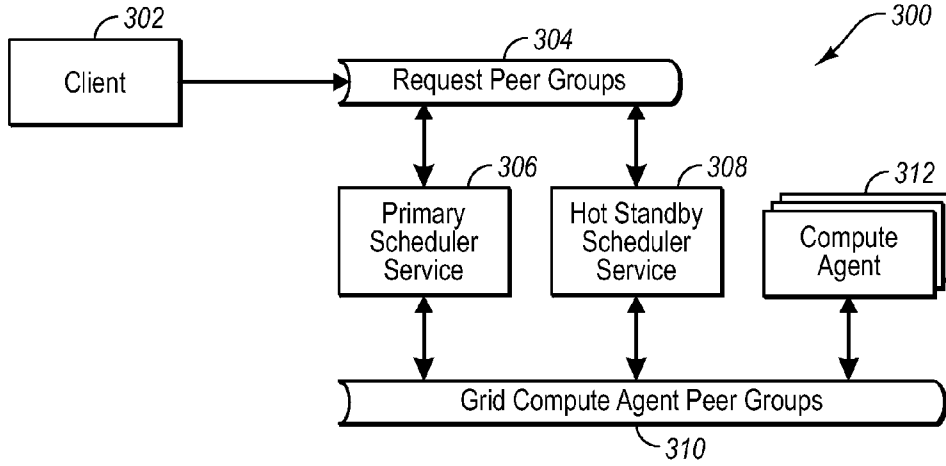 302
304
300
Client
Request Peer Groups
306
308
312
Primary
Scheduler
Service
Hot Standby
Scheduler
Service
Compute
Agent
Grid Compute Agent Peer Groups
310